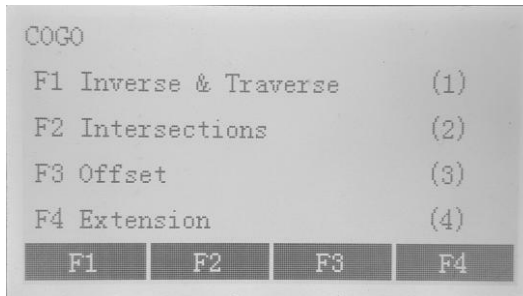 COGO
F1 Inverse & Traverse (1)
F2 Intersections (2)
F3 Offset (3)
F4 Extension (4)
F1 F2 F3 F4